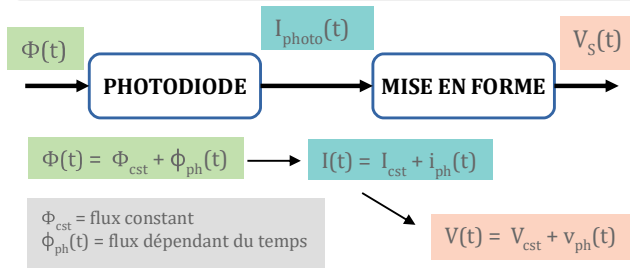 Φ(t)
I_photo(t)
V_S(t)
PHOTODIODE
MISE EN FORME
Φ(t) = Φ_cst + ϕ_ph(t)
I(t) = I_cst + i_ph(t)
Φ_cst = flux constant
ϕ_ph(t) = flux dépendant du temps
V(t) = V_cst + v_ph(t)